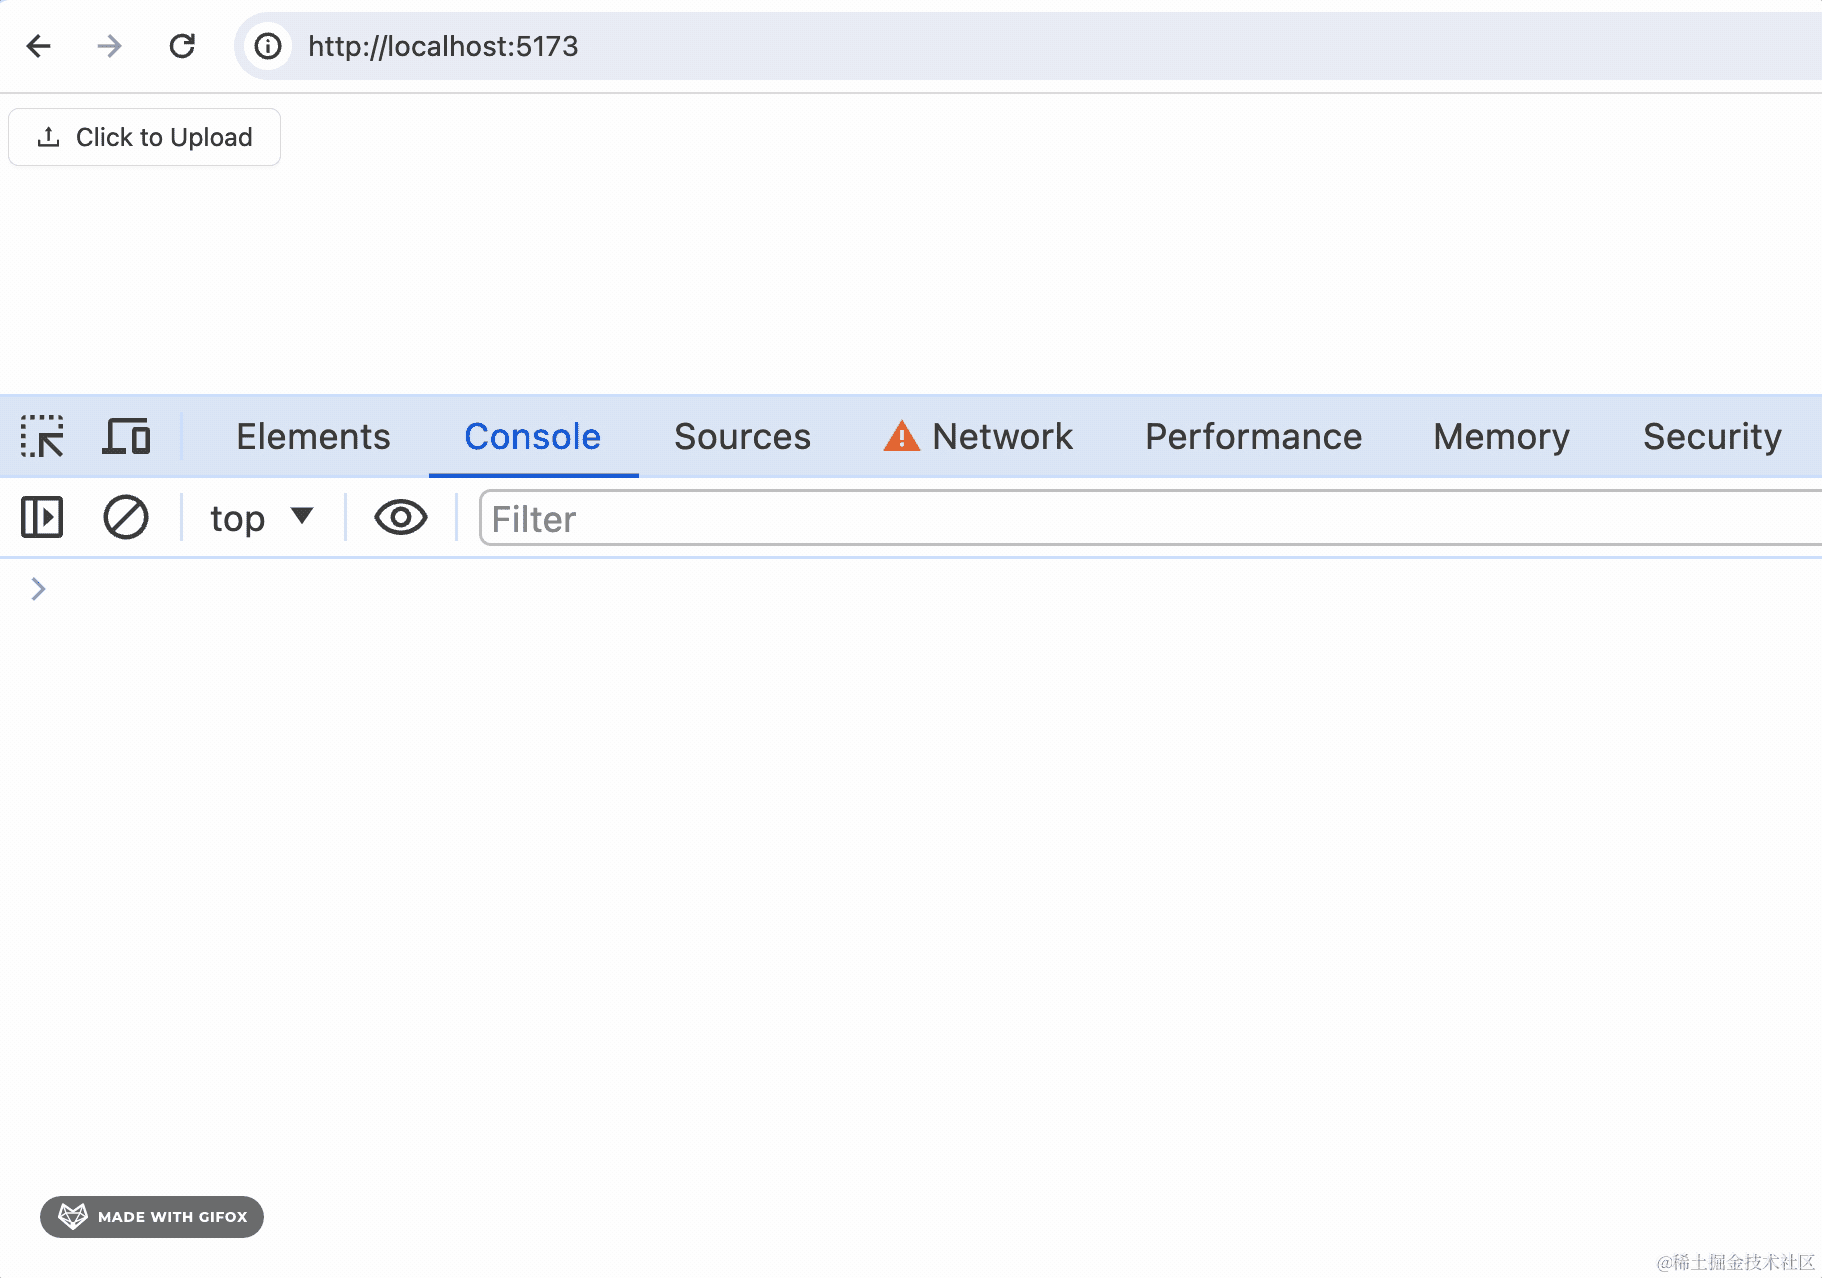 http://localhost:5173
Click to Upload
Elements Console Sources Network Performance Memory Security
top Filter
MADE WITH GIFOX
@稀土掘金技术社区